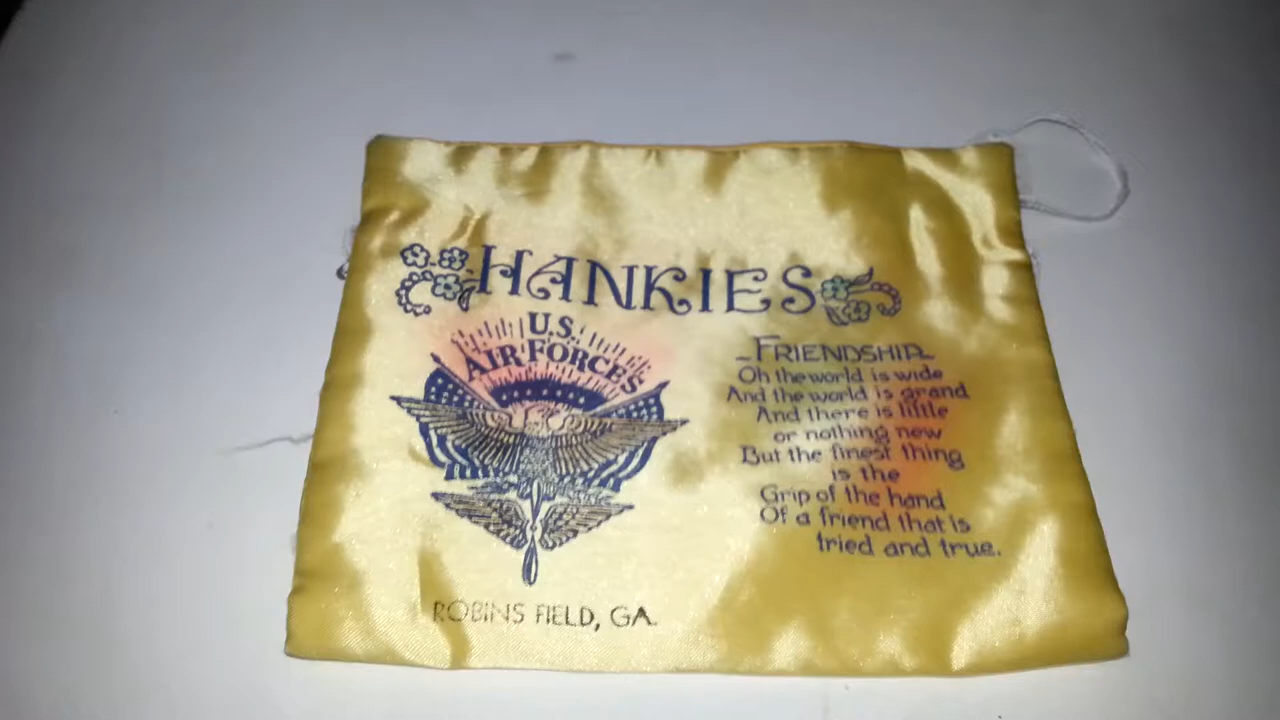 HANKIES
U.S.
AIR FORCES
FRIENDSHIP
Oh the world is wide
And the world is grand
And there is little
or nothing new
But the finest thing
is the
Grip of the hand
Of a friend that is
tried and true.
ROBINS FIELD, GA.